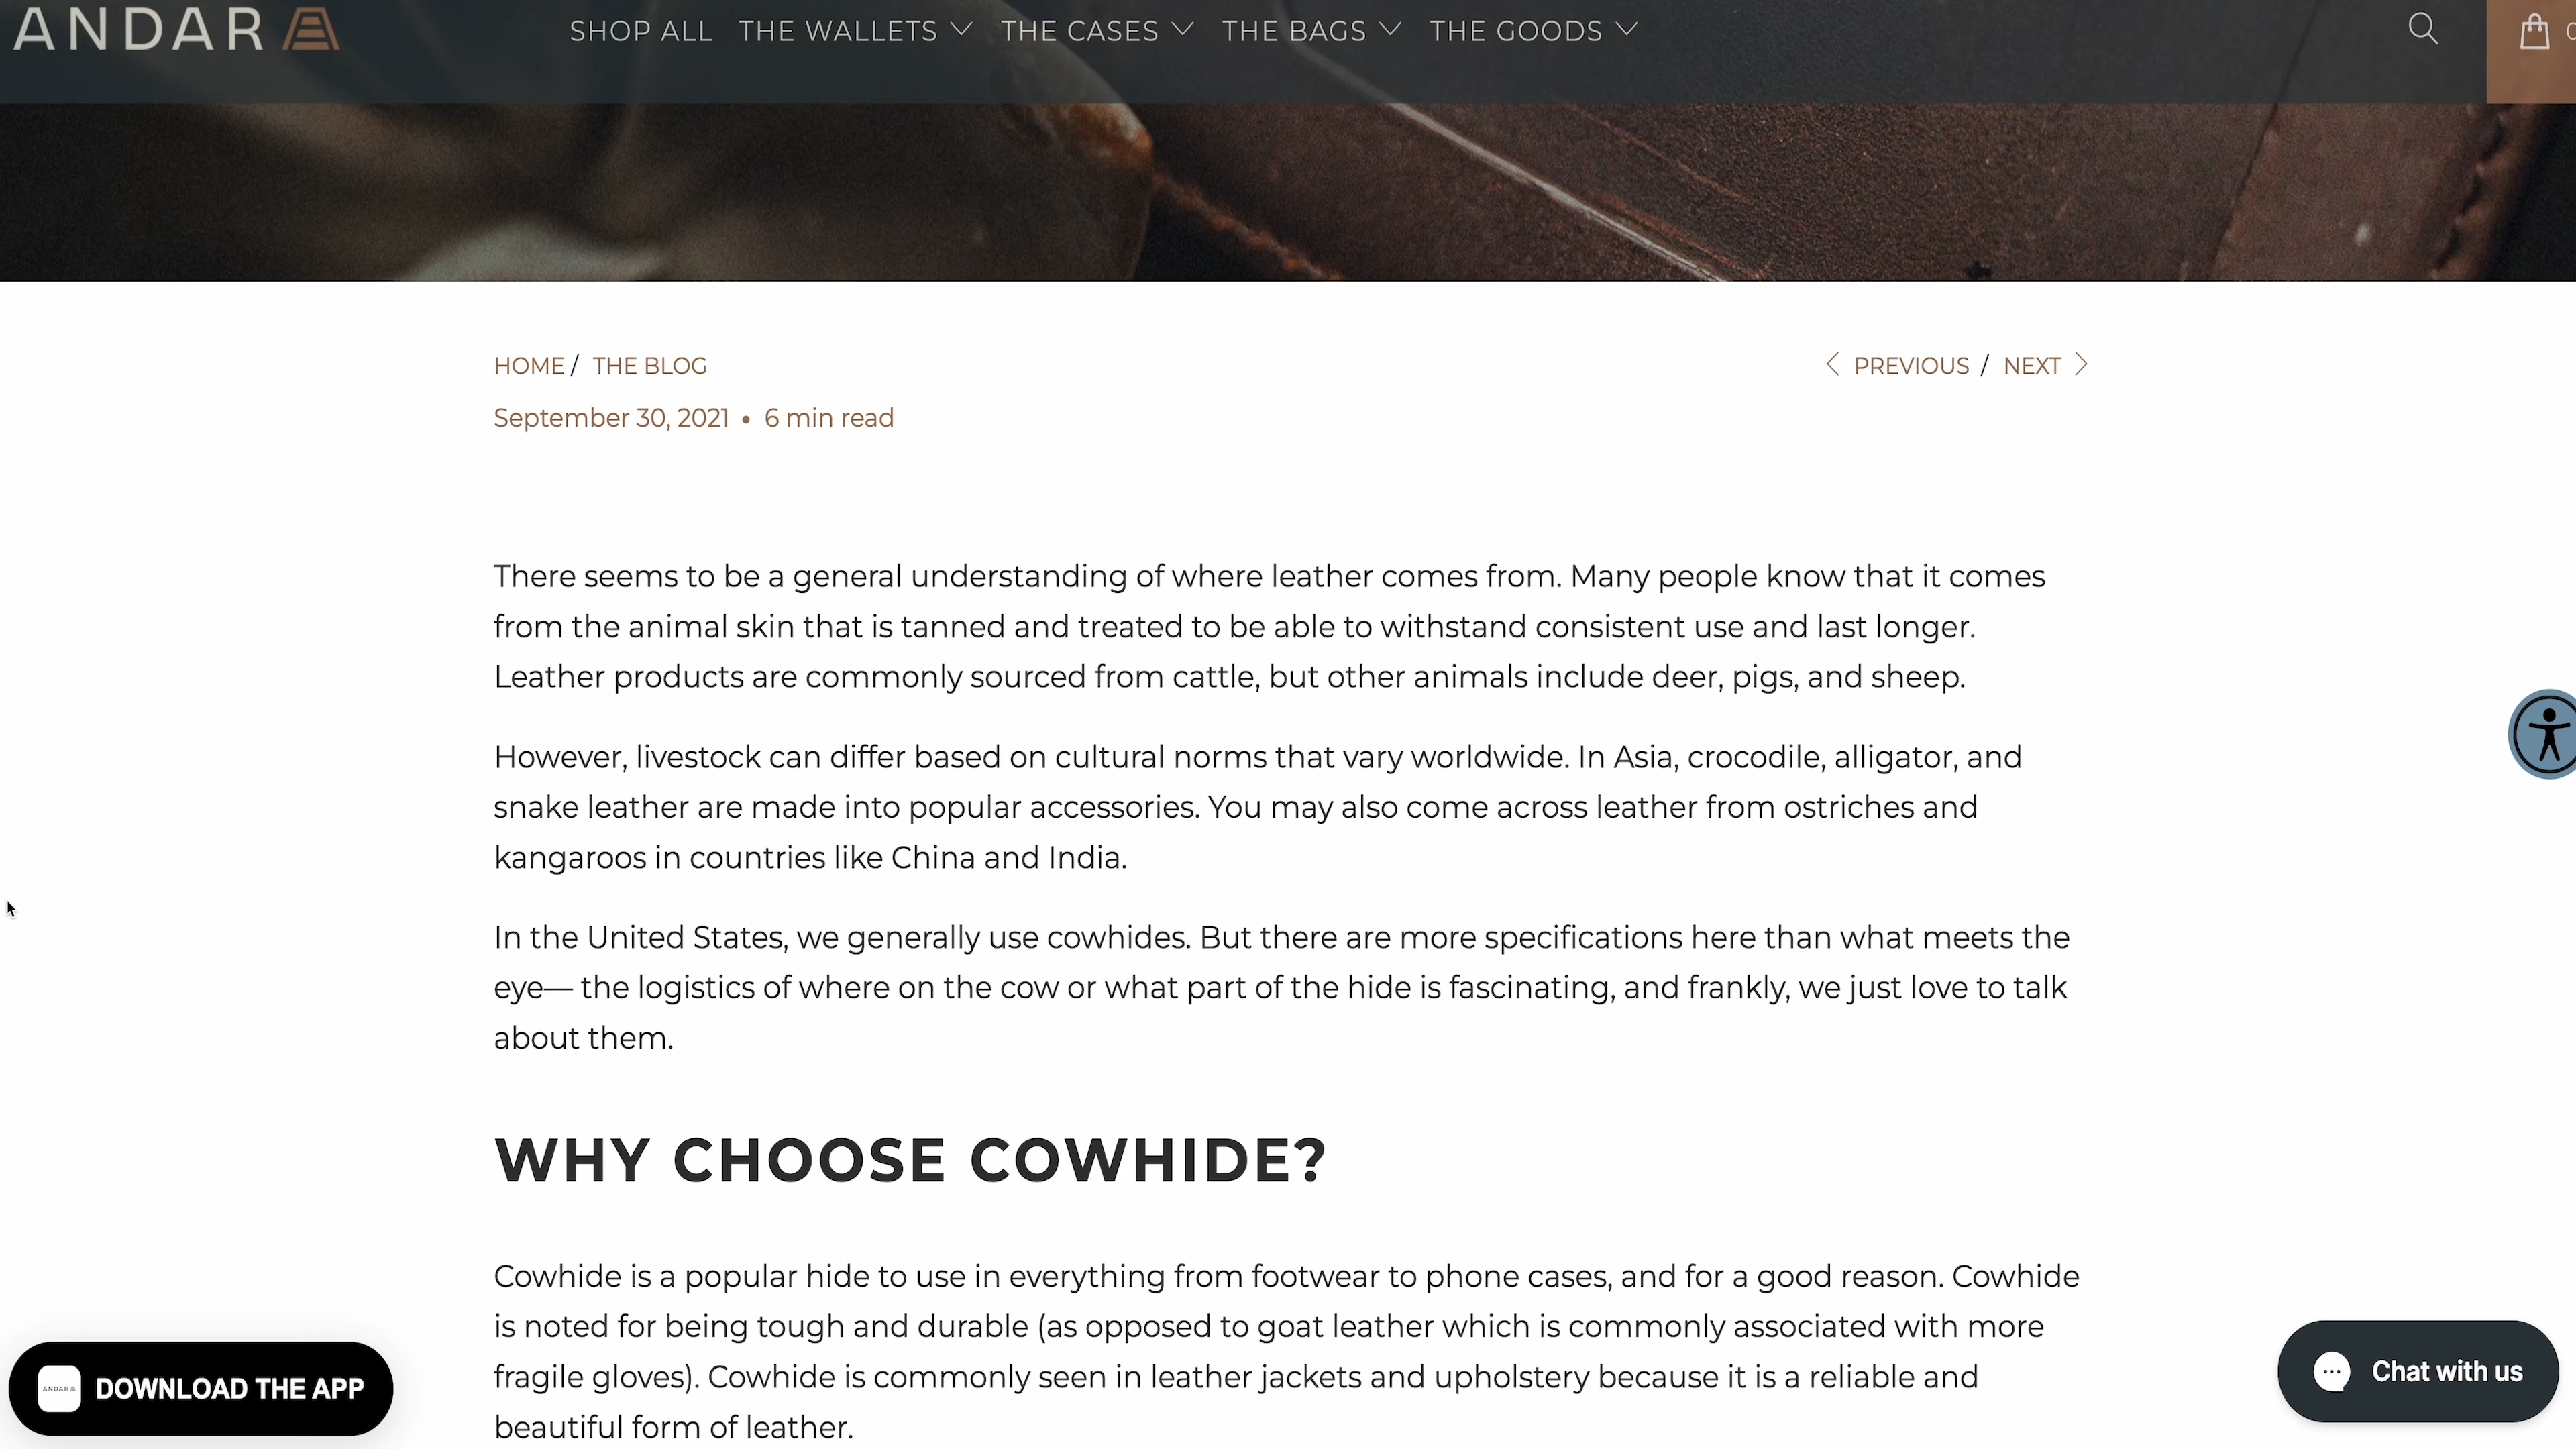 ANDAR
SHOP ALL THE WALLETS THE CASES THE BAGS THE GOODS
HOME / THE BLOG
PREVIOUS / NEXT
September 30, 2021 • 6 min read
There seems to be a general understanding of where leather comes from. Many people know that it comes
from the animal skin that is tanned and treated to be able to withstand consistent use and last longer.
Leather products are commonly sourced from cattle, but other animals include deer, pigs, and sheep.
However, livestock can differ based on cultural norms that vary worldwide. In Asia, crocodile, alligator, and
snake leather are made into popular accessories. You may also come across leather from ostriches and
kangaroos in countries like China and India.
In the United States, we generally use cowhides. But there are more specifications here than what meets the
eye— the logistics of where on the cow or what part of the hide is fascinating, and frankly, we just love to talk
about them.
WHY CHOOSE COWHIDE?
Cowhide is a popular hide to use in everything from footwear to phone cases, and for a good reason. Cowhide
is noted for being tough and durable (as opposed to goat leather which is commonly associated with more
fragile gloves). Cowhide is commonly seen in leather jackets and upholstery because it is a reliable and
beautiful form of leather.
ANDAR
DOWNLOAD THE APP
Chat with us